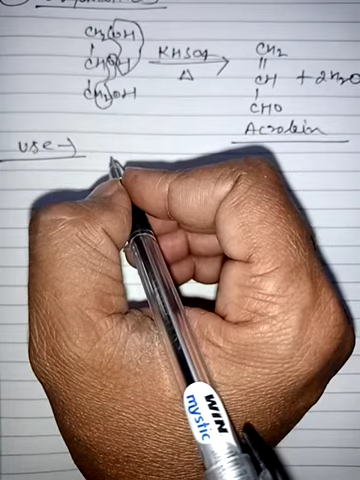 CH₂OH KHSO₄ CH₂
CHOH → CH + 2H₂O
CH₂OH Δ CHO
Acrolein
use →
WIN
mystic